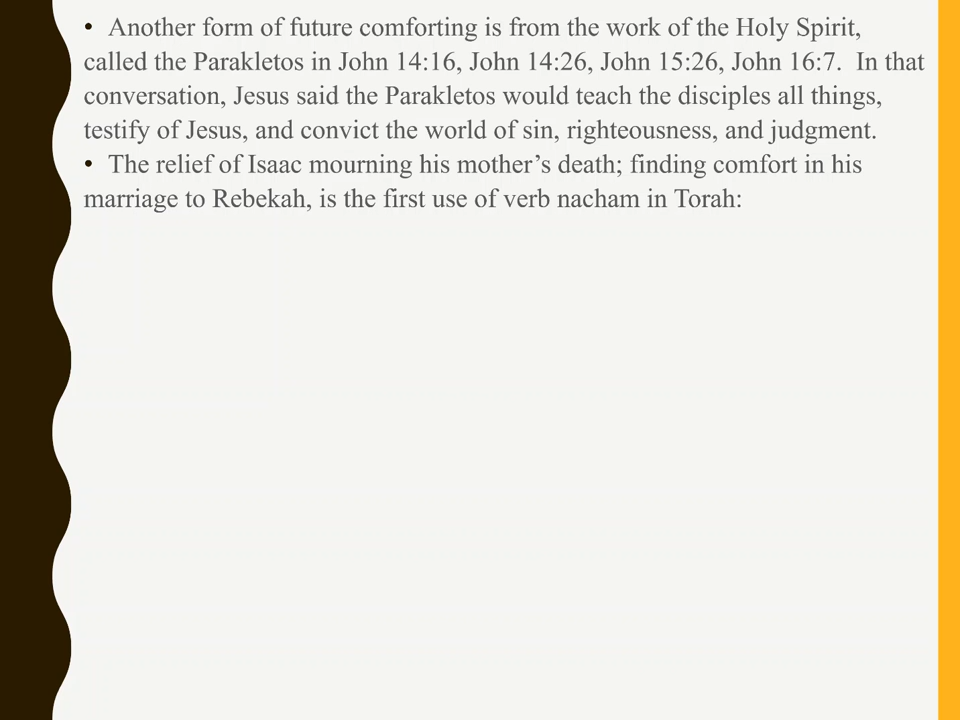 • Another form of future comforting is from the work of the Holy Spirit,
called the Parakletos in John 14:16, John 14:26, John 15:26, John 16:7.  In that
conversation, Jesus said the Parakletos would teach the disciples all things,
testify of Jesus, and convict the world of sin, righteousness, and judgment.
• The relief of Isaac mourning his mother’s death; finding comfort in his
marriage to Rebekah, is the first use of verb nacham in Torah: